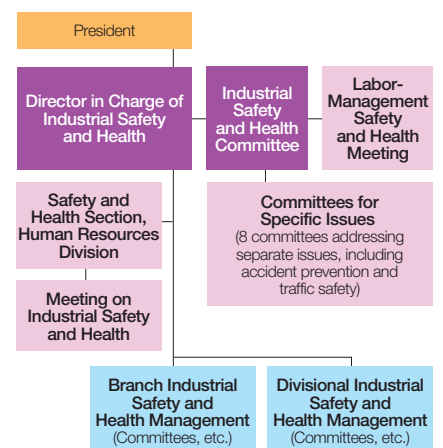 President
Director in Charge of
Industrial Safety
and Health
Industrial
Safety
and Health
Committee
Labor-
Management
Safety
and Health
Meeting
Safety and
Health Section,
Human Resources
Division
Committees for
Specific Issues
(8 committees addressing
separate issues, including
accident prevention and
traffic safety)
Meeting on
Industrial Safety
and Health
Branch Industrial
Safety and
Health Management
(Committees, etc.)
Divisional Industrial
Safety and
Health Management
(Committees, etc.)